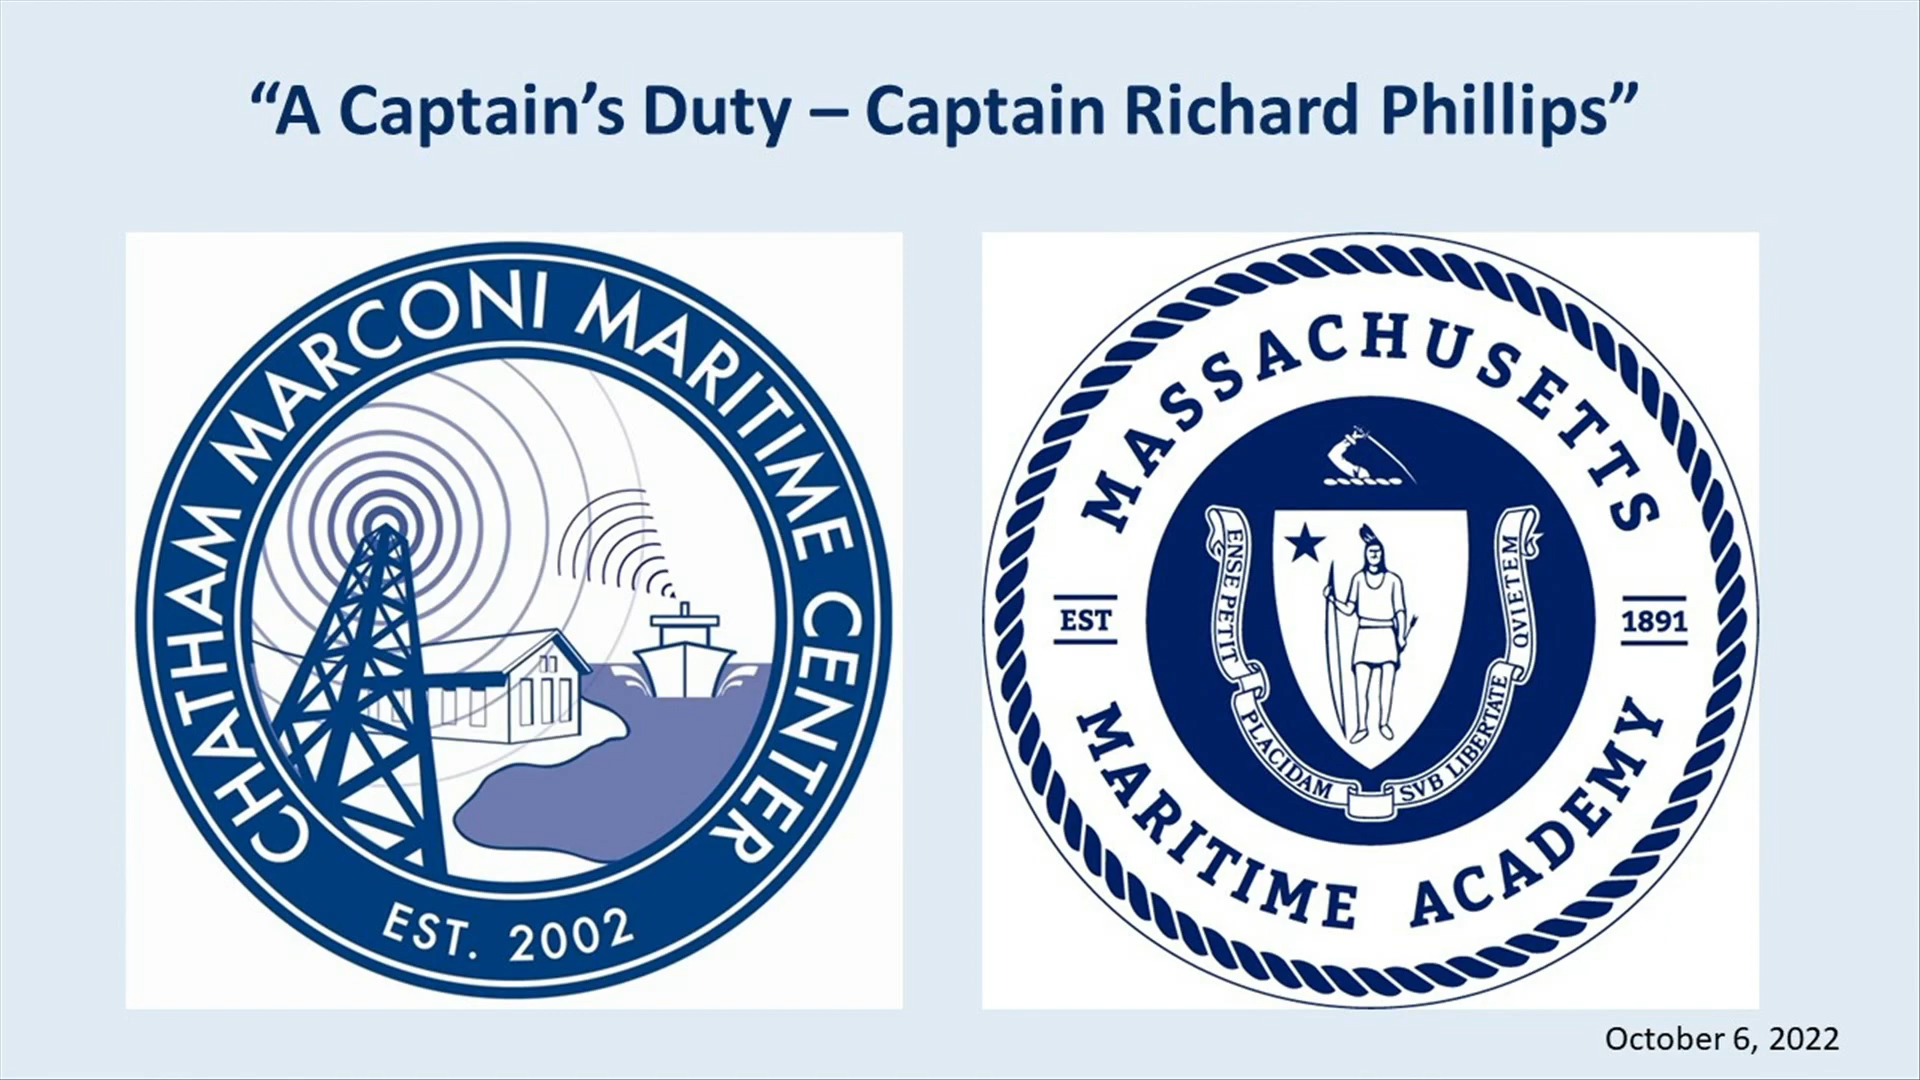 “A Captain’s Duty – Captain Richard Phillips”
CHATHAM MARCONI MARITIME CENTER
EST. 2002
MASSACHUSETTS
EST
1891
ENSE PETIT
PLACIDAM
SVB LIBERTATE
QVIETEM
MARITIME ACADEMY
October 6, 2022